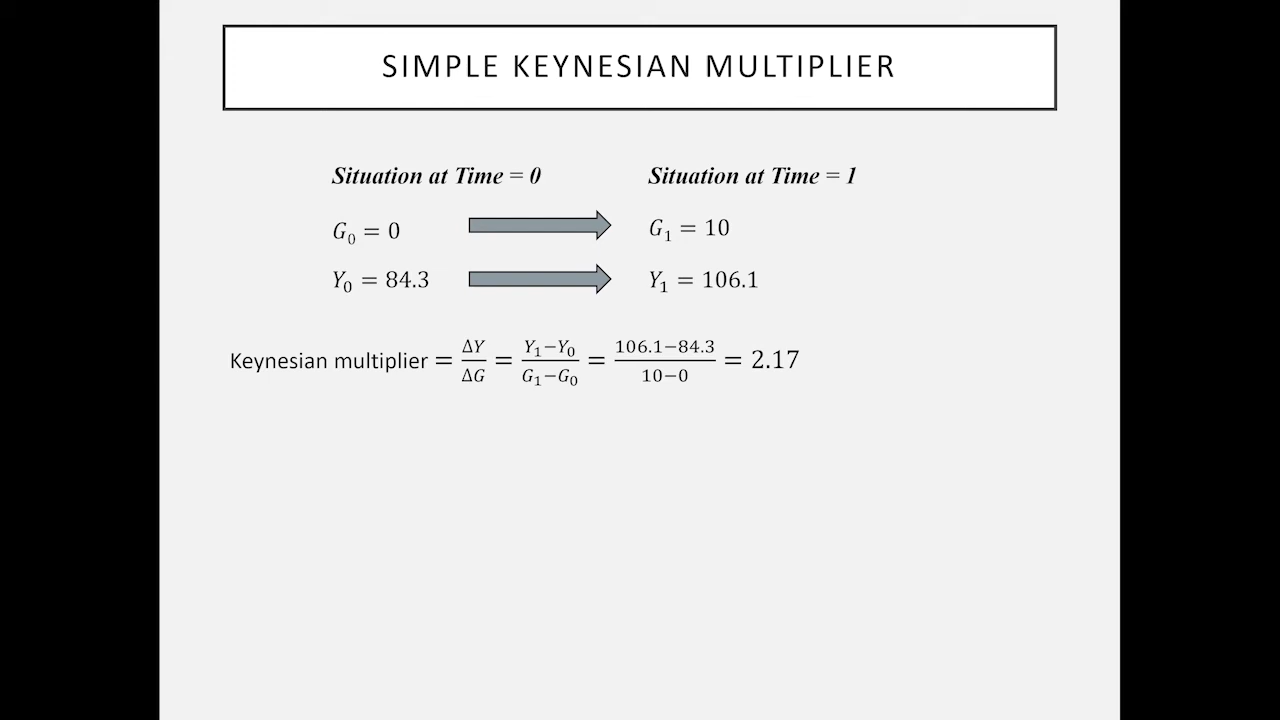 SIMPLE KEYNESIAN MULTIPLIER
Situation at Time = 0 Situation at Time = 1
G₀ = 0 G₁ = 10
Y₀ = 84.3 Y₁ = 106.1
Keynesian multiplier = ΔY/ΔG = Y₁−Y₀/G₁−G₀ = 106.1−84.3/10−0 = 2.17